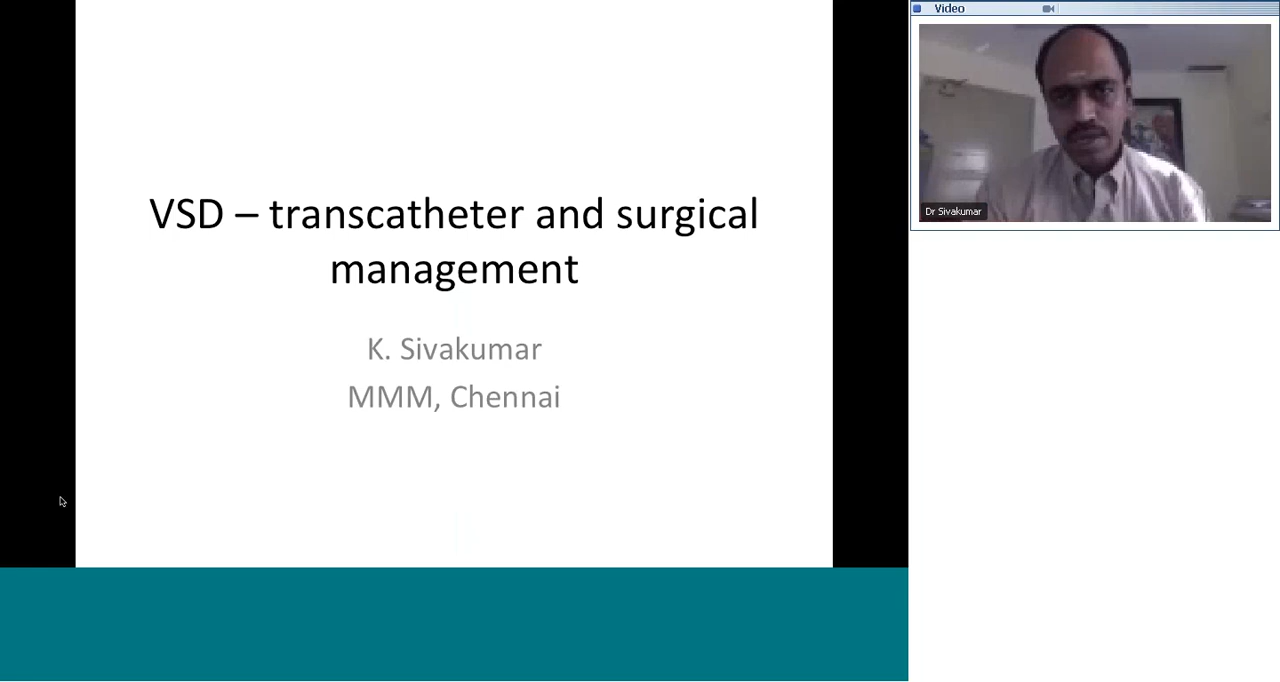 VSD – transcatheter and surgical
management
K. Sivakumar
MMM, Chennai
Video
Dr Sivakumar